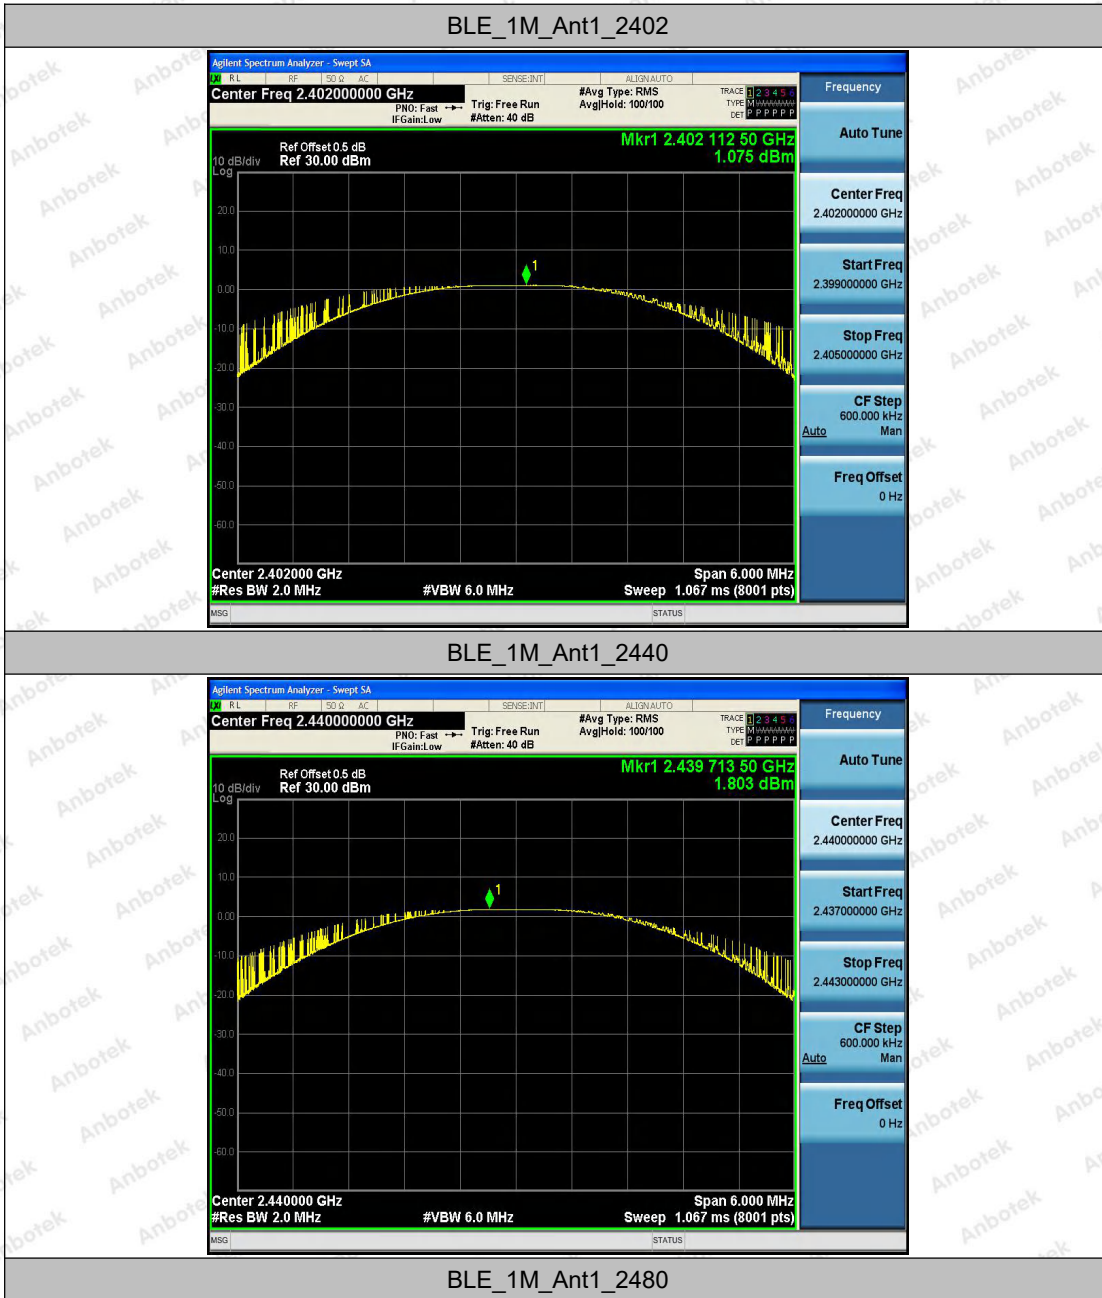 BLE_1M_Ant1_2402
Agilent Spectrum Analyzer - Swept SA
LXI RL RF 50 Ω AC SENSE:INT ALIGNAUTO
Center Freq 2.402000000 GHz #Avg Type: RMS TRACE 1 2 3 4 5 6
PNO: Fast Trig: Free Run Avg|Hold: 100/100 TYPE M WWWWW
IFGain:Low #Atten: 40 dB DET P P P P P P
Mkr1 2.402 112 50 GHz
1.075 dBm
Ref Offset 0.5 dB
10 dB/div Ref 30.00 dBm
Log
20.0
10.0
1
0.00
-10.0
-20.0
-30.0
-40.0
-50.0
-60.0
Center 2.402000 GHz Span 6.000 MHz
#Res BW 2.0 MHz #VBW 6.0 MHz Sweep 1.067 ms (8001 pts)
MSG STATUS
Frequency
Auto Tune
Center Freq
2.402000000 GHz
Start Freq
2.399000000 GHz
Stop Freq
2.405000000 GHz
CF Step
600.000 kHz
Auto Man
Freq Offset
0 Hz
BLE_1M_Ant1_2440
Agilent Spectrum Analyzer - Swept SA
LXI RL RF 50 Ω AC SENSE:INT ALIGNAUTO
Center Freq 2.440000000 GHz #Avg Type: RMS TRACE 1 2 3 4 5 6
PNO: Fast Trig: Free Run Avg|Hold: 100/100 TYPE M WWWWW
IFGain:Low #Atten: 40 dB DET P P P P P P
Mkr1 2.439 713 50 GHz
1.803 dBm
Ref Offset 0.5 dB
10 dB/div Ref 30.00 dBm
Log
20.0
10.0
1
0.00
-10.0
-20.0
-30.0
-40.0
-50.0
-60.0
Center 2.440000 GHz Span 6.000 MHz
#Res BW 2.0 MHz #VBW 6.0 MHz Sweep 1.067 ms (8001 pts)
MSG STATUS
Frequency
Auto Tune
Center Freq
2.440000000 GHz
Start Freq
2.437000000 GHz
Stop Freq
2.443000000 GHz
CF Step
600.000 kHz
Auto Man
Freq Offset
0 Hz
BLE_1M_Ant1_2480
Anbotek